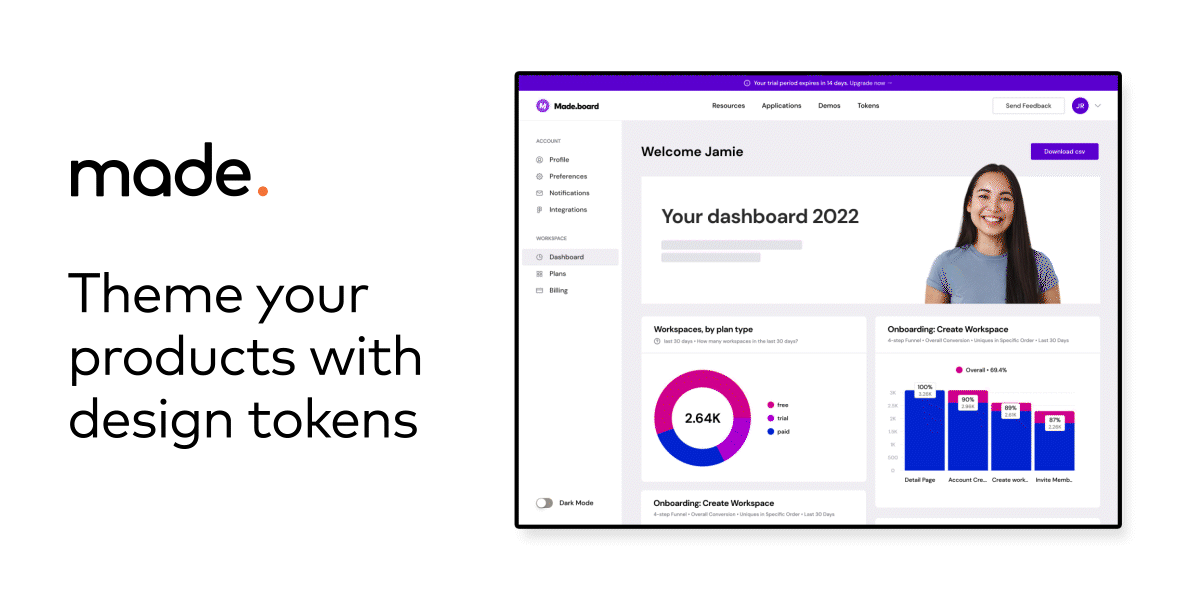 made.
Theme your
products with
design tokens
Your trial period expires in 14 days. Upgrade now →
M Made.board
Resources Applications Demos Tokens
Send Feedback
JR
ACCOUNT
Profile
Preferences
Notifications
Integrations
WORKSPACE
Dashboard
Plans
Billing
Dark Mode
Welcome Jamie
Download csv
Your dashboard 2022
Workspaces, by plan type
last 30 days • How many workspaces in the last 30 days?
2.64K
free
trial
paid
Onboarding: Create Workspace
4-step Funnel • Overall Conversion • Uniques in Specific Order • Last 30 Days
Overall • 69.4%
3K
2.5K
2K
1.5K
1K
500
0
100%
3.26K
90%
2.95K
89%
2.61K
87%
2.26K
Detail Page Account Cre... Create work.. Invite Memb..
Onboarding: Create Workspace
4-step Funnel • Overall Conversion • Uniques in Specific Order • Last 30 Days